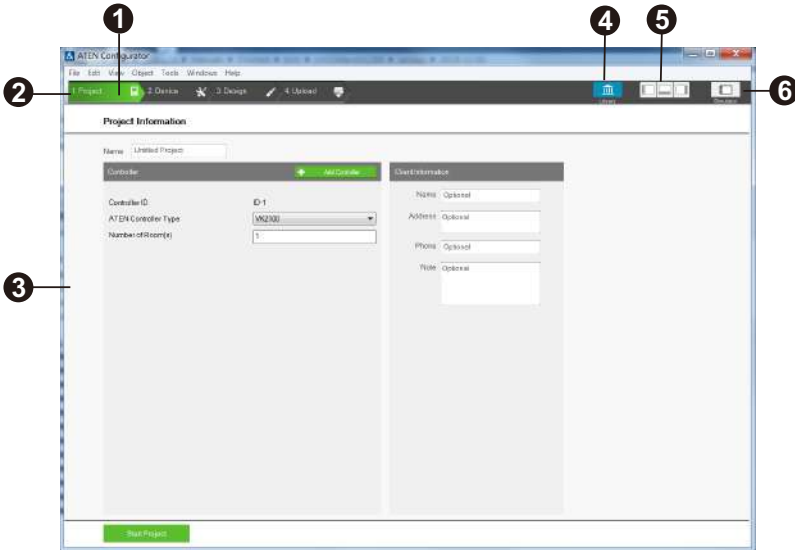 1
4
5
ATEN Configurator
File Edit View Object Tools Windows Help
2
1. Project 2. Device 3. Design 4. Upload
Library
Simulator
6
Project Information
Name Untitled Project
Controller Add Controller Client Information
Controller ID ID-1 Name Optional
ATEN Controller Type VK2100 Address Optional
Number of Room(s) 1
Phone Optional
Note Optional
3
Start Project